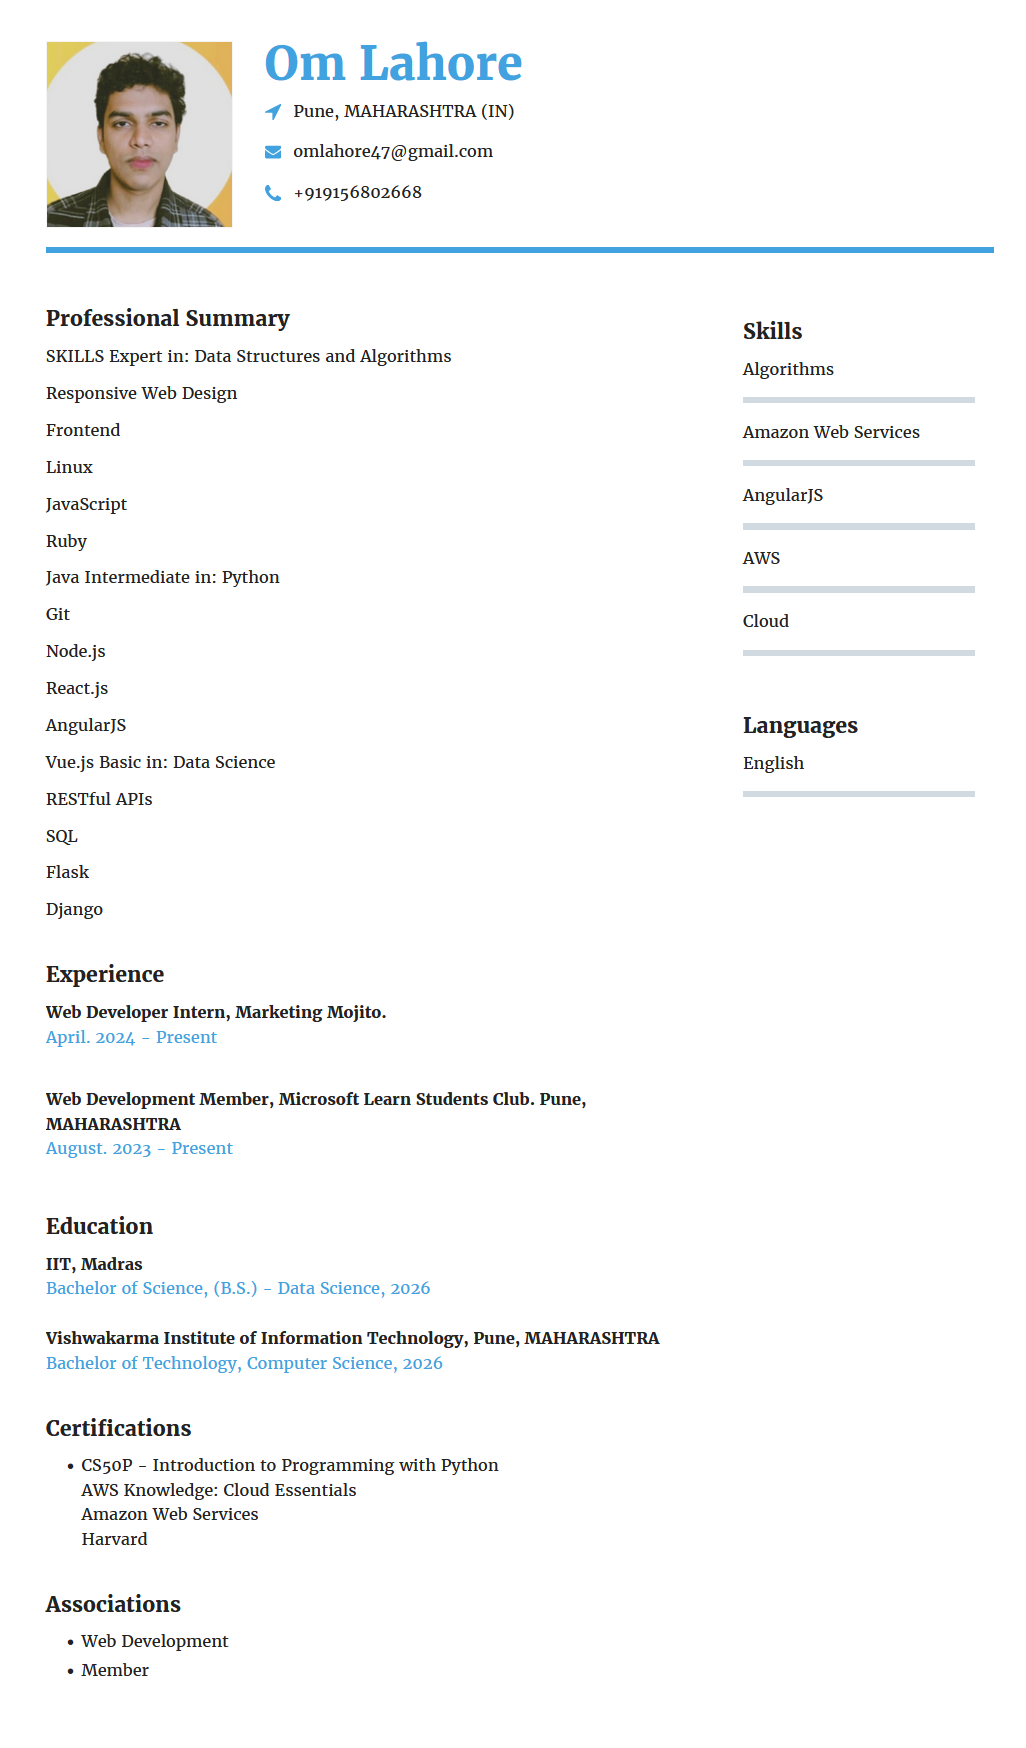 Om Lahore
Pune, MAHARASHTRA (IN)
omlahore47@gmail.com
+919156802668
Professional Summary
SKILLS Expert in: Data Structures and Algorithms
Responsive Web Design
Frontend
Linux
JavaScript
Ruby
Java Intermediate in: Python
Git
Node.js
React.js
AngularJS
Vue.js Basic in: Data Science
RESTful APIs
SQL
Flask
Django
Experience
Web Developer Intern, Marketing Mojito.
April. 2024 - Present
Web Development Member, Microsoft Learn Students Club. Pune,
MAHARASHTRA
August. 2023 - Present
Education
IIT, Madras
Bachelor of Science, (B.S.) - Data Science, 2026
Vishwakarma Institute of Information Technology, Pune, MAHARASHTRA
Bachelor of Technology, Computer Science, 2026
Certifications
• CS50P - Introduction to Programming with Python
AWS Knowledge: Cloud Essentials
Amazon Web Services
Harvard
Associations
• Web Development
• Member
Skills
Algorithms
Amazon Web Services
AngularJS
AWS
Cloud
Languages
English